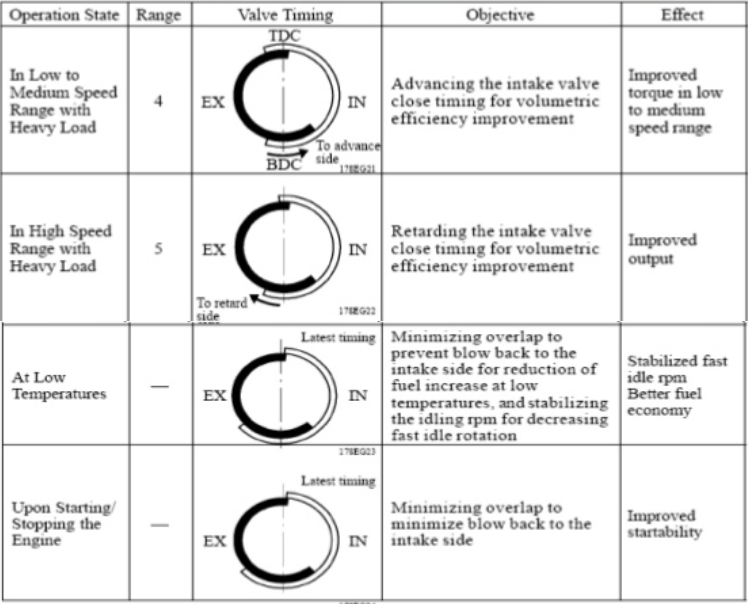 Operation State Range Valve Timing Objective Effect
In Low to
Medium Speed
Range with
Heavy Load
4
TDC
EX
IN
To advance
side
BDC
178EG21
Advancing the intake valve
close timing for volumetric
efficiency improvement
Improved
torque in low
to medium
speed range
In High Speed
Range with
Heavy Load
5
EX
IN
To retard
side
178EG22
Retarding the intake valve
close timing for volumetric
efficiency improvement
Improved
output
At Low
Temperatures
—
Latest timing
EX
IN
178EG23
Minimizing overlap to
prevent blow back to the
intake side for reduction of
fuel increase at low
temperatures, and stabilizing
the idling rpm for decreasing
fast idle rotation
Stabilized fast
idle rpm
Better fuel
economy
Upon Starting/
Stopping the
Engine
—
Latest timing
EX
IN
Minimizing overlap to
minimize blow back to the
intake side
Improved
startability